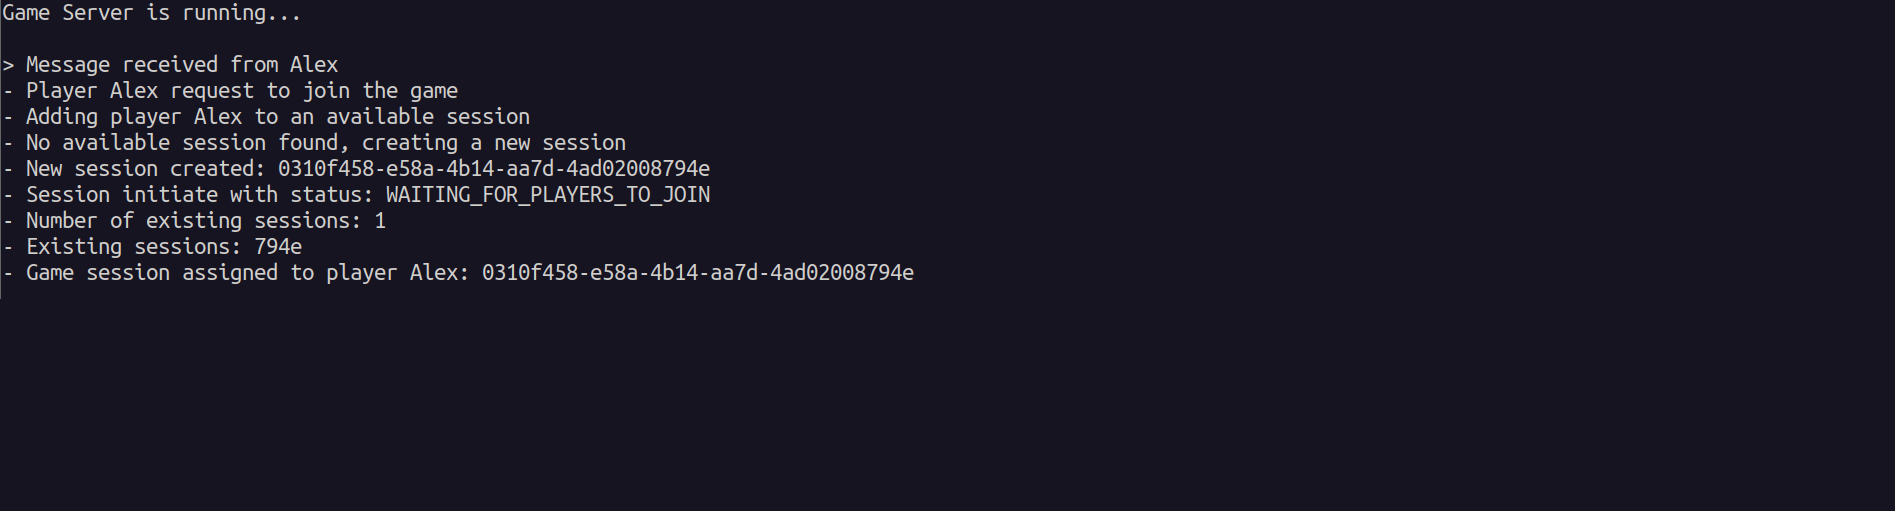 Game Server is running...
> Message received from Alex
- Player Alex request to join the game
- Adding player Alex to an available session
- No available session found, creating a new session
- New session created: 0310f458-e58a-4b14-aa7d-4ad02008794e
- Session initiate with status: WAITING_FOR_PLAYERS_TO_JOIN
- Number of existing sessions: 1
- Existing sessions: 794e
- Game session assigned to player Alex: 0310f458-e58a-4b14-aa7d-4ad02008794e